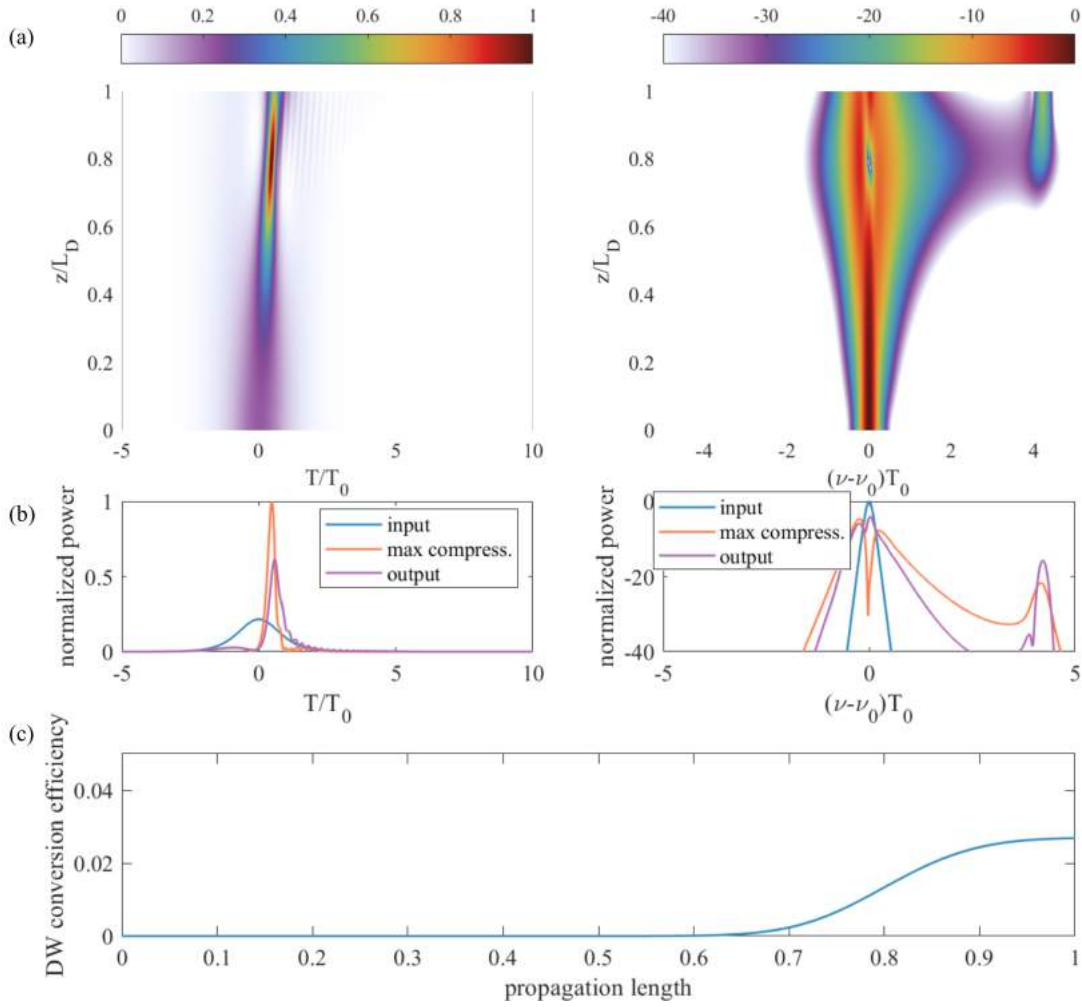 (a)
0 0.2 0.4 0.6 0.8 1
-40 -30 -20 -10 0
z/L_D
1
0.8
0.6
0.4
0.2
0
-5 0 5 10
T/T_0
z/L_D
1
0.8
0.6
0.4
0.2
0
-4 -2 0 2 4
(ν-ν_0)T_0
(b)
normalized power
1
0.5
0
input
max compress.
output
-5 0 5 10
T/T_0
normalized power
0
-20
-40
input
max compress.
output
-5 0 5
(ν-ν_0)T_0
(c)
DW conversion efficiency
0.04
0.02
0
0 0.1 0.2 0.3 0.4 0.5 0.6 0.7 0.8 0.9 1
propagation length